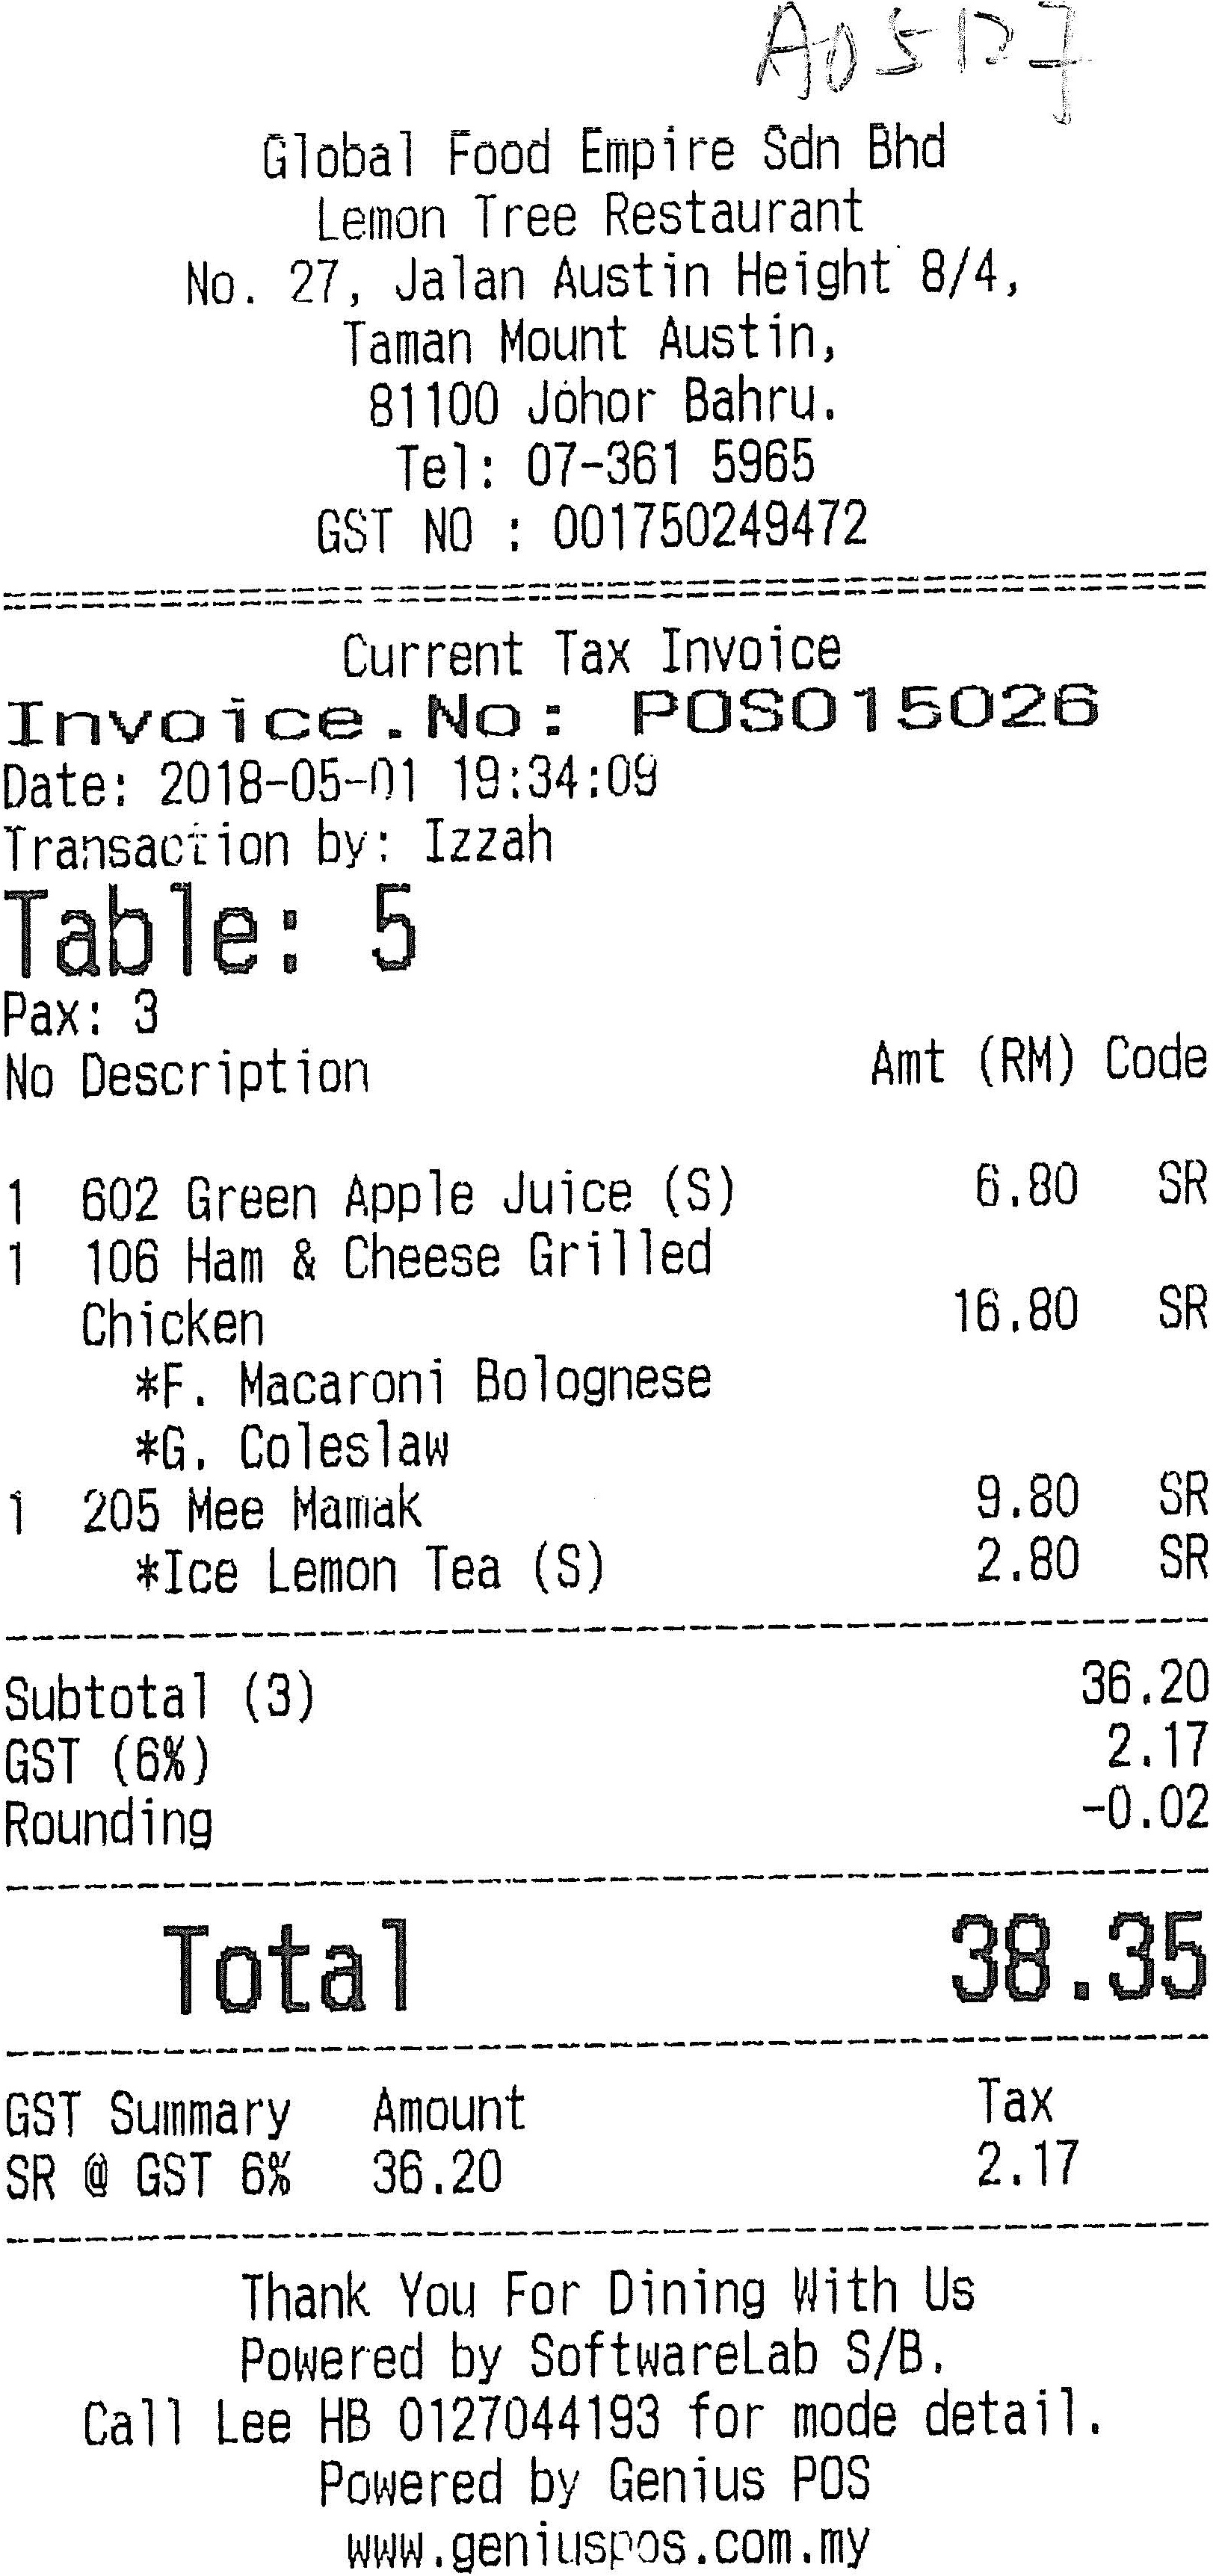 Global Food Empire Sdn Bhd
Lemon Tree Restaurant
No. 27, Jalan Austin Height 8/4,
Taman Mount Austin,
81100 Johor Bahru.
Tel: 07-361 5965
GST NO : 001750249472
Current Tax Invoice
Invoice.No: POS015026
Date: 2018-05-01 19:34:09
Transaction by: Izzah
Table: 5
Pax: 3
No Description Amt (RM) Code
1 602 Green Apple Juice (S) 6.80 SR
1 106 Ham & Cheese Grilled
Chicken 16.80 SR
*F. Macaroni Bolognese
*G. Coleslaw
1 205 Mee Mamak 9.80 SR
*Ice Lemon Tea (S) 2.80 SR
Subtotal (3) 36.20
GST (6%) 2.17
Rounding -0.02
Total 38.35
GST Summary Amount Tax
SR @ GST 6% 36.20 2.17
Thank You For Dining With Us
Powered by SoftwareLab S/B.
Call Lee HB 0127044193 for mode detail.
Powered by Genius POS
www.geniuspos.com.my